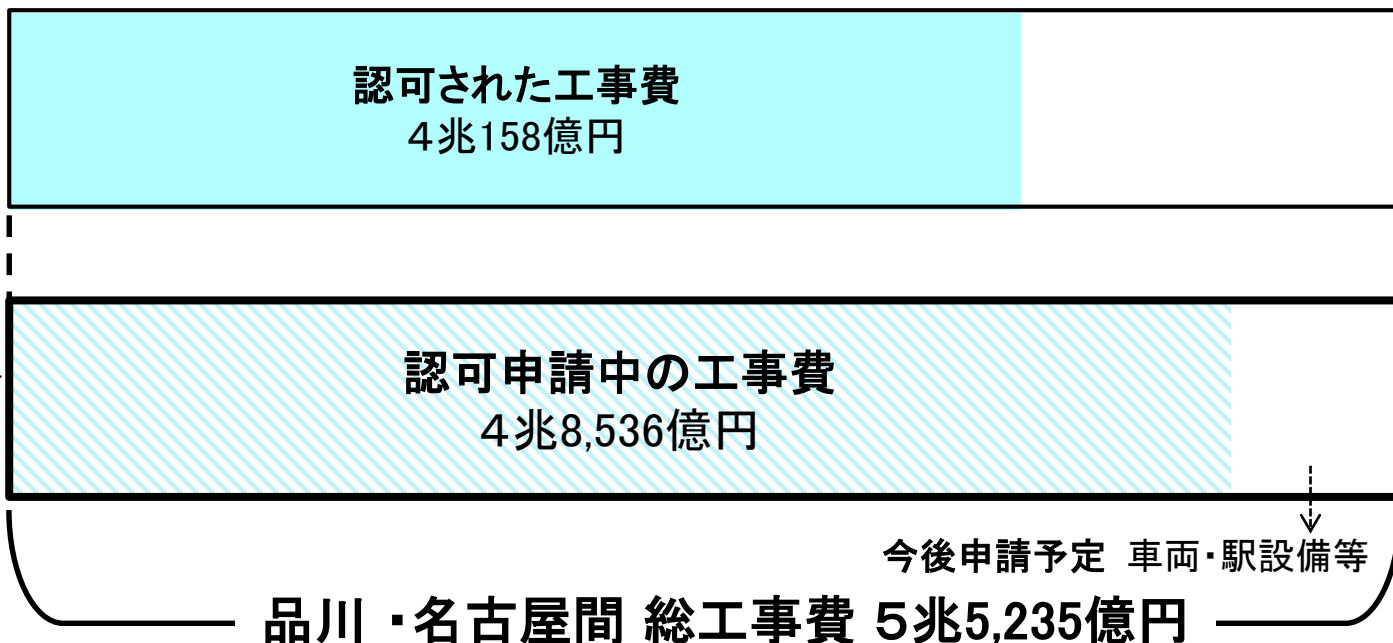 認可された工事費
４兆158億円
認可申請中の工事費
４兆8,536億円
今後申請予定 車両・駅設備等
品川・名古屋間 総工事費 ５兆5,235億円